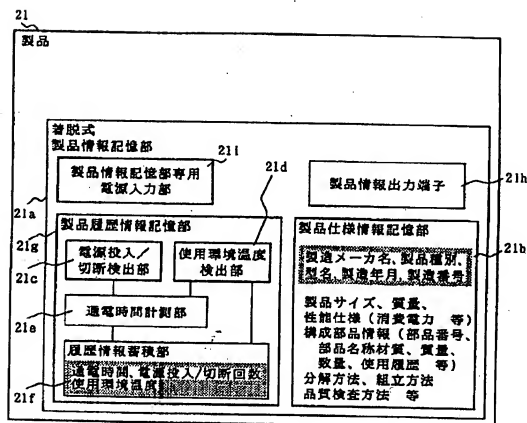 21
製品
着脱式
製品情報記憶部
21i
製品情報記憶部専用
電源入力部
21d
製品情報出力端子
21h
21a
21g
製品履歴情報記憶部
電源投入/
切断検出部
使用環境温度
検出部
21c
通電時間計測部
21e
履歴情報蓄積部
通電時間、電源投入/切断回数
使用環境温度
21f
製品仕様情報記憶部
製造メーカ名、製品種別、
型名、製造年月、製造番号
21b
製品サイズ、質量、
性能仕様(消費電力 等)
構成部品情報(部品番号、
部品名称材質、質量、
数量、使用履歴 等)
分解方法、組立方法
品質検査方法 等